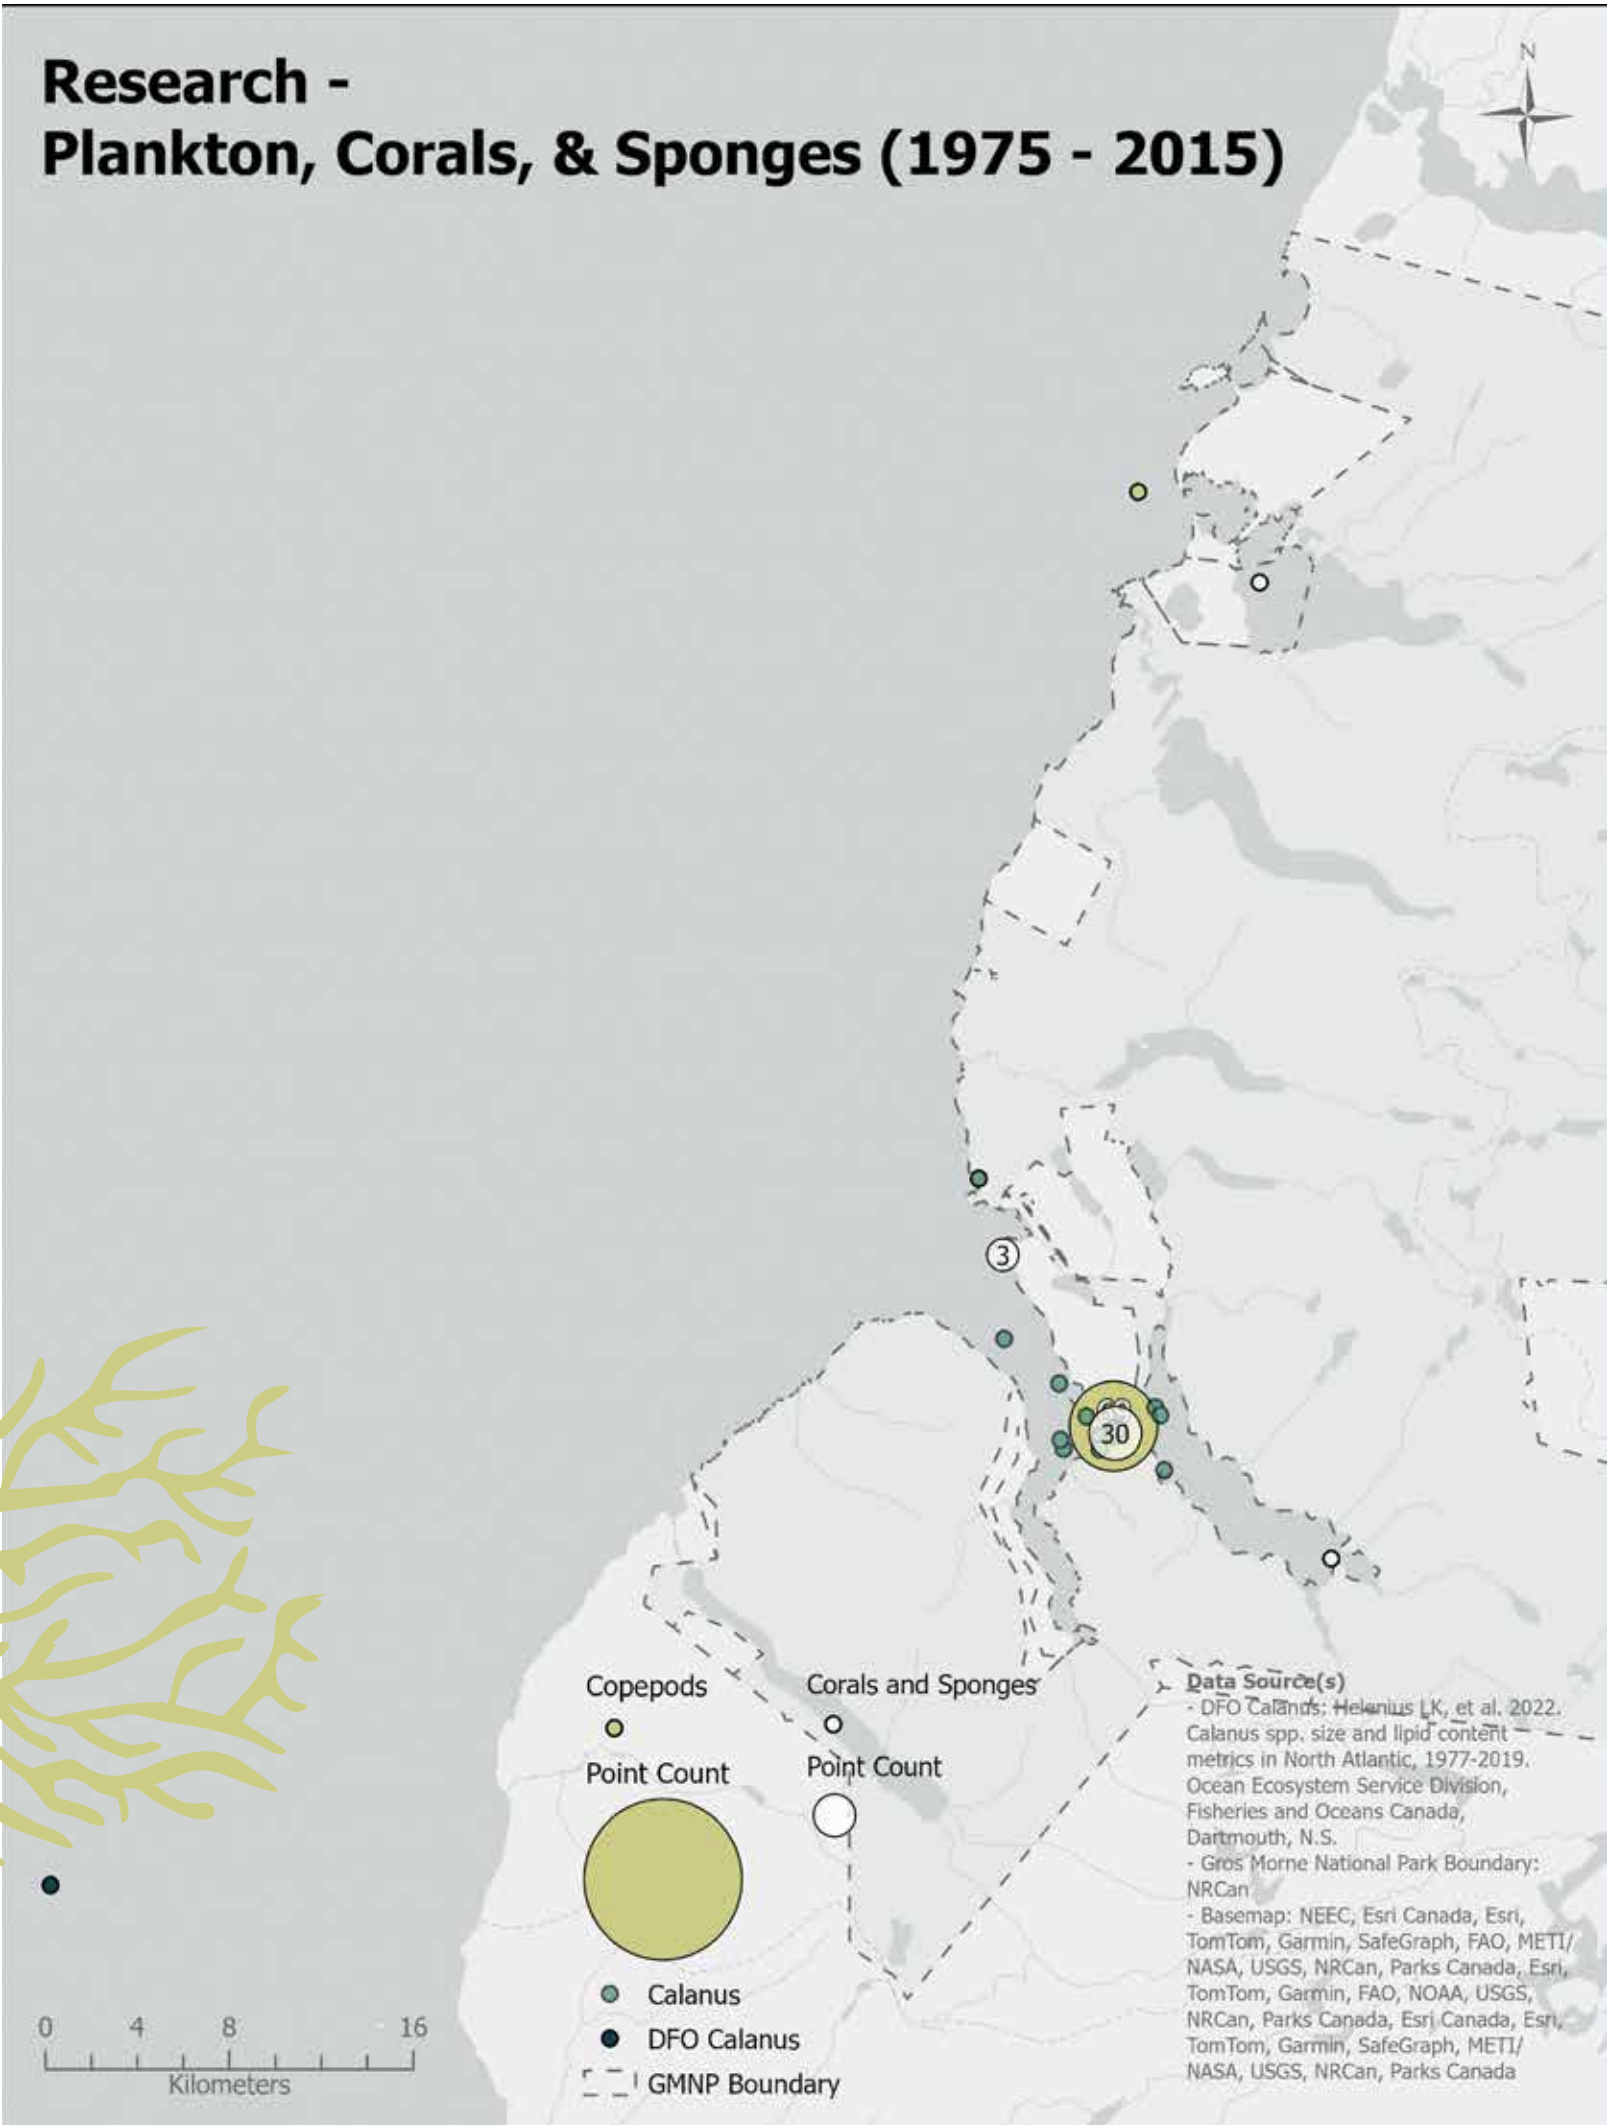 Research -
Plankton, Corals, & Sponges (1975 - 2015)
N
3
30
Copepods
Point Count
Corals and Sponges
Point Count
Calanus
DFO Calanus
GMNP Boundary
0 4 8 16
Kilometers
Data Source(s)
- DFO Calanus: Helenius LK, et al. 2022.
Calanus spp. size and lipid content
metrics in North Atlantic, 1977-2019.
Ocean Ecosystem Service Division,
Fisheries and Oceans Canada,
Dartmouth, N.S.
- Gros Morne National Park Boundary:
NRCan
- Basemap: NEEC, Esri Canada, Esri,
TomTom, Garmin, SafeGraph, FAO, METI/
NASA, USGS, NRCan, Parks Canada, Esri,
TomTom, Garmin, FAO, NOAA, USGS,
NRCan, Parks Canada, Esri Canada, Esri,
TomTom, Garmin, SafeGraph, METI/
NASA, USGS, NRCan, Parks Canada